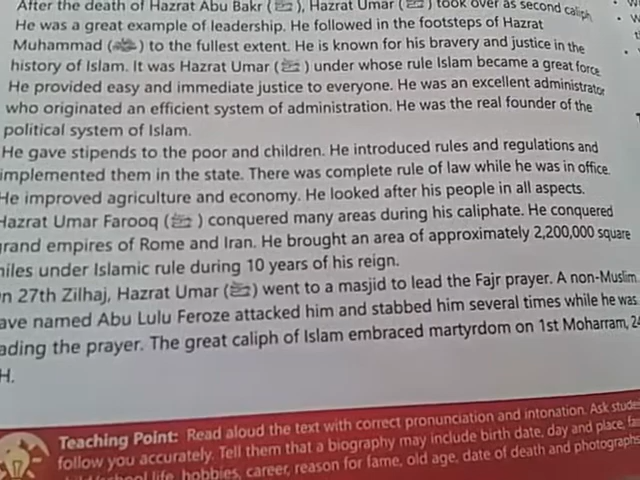 After the death of Hazrat Abu Bakr ( ), Hazrat Umar ( ) took over as second caliph
He was a great example of leadership. He followed in the footsteps of Hazrat
Muhammad (ﷺ) to the fullest extent. He is known for his bravery and justice in the
history of Islam. It was Hazrat Umar ( ) under whose rule Islam became a great force
He provided easy and immediate justice to everyone. He was an excellent administrator
who originated an efficient system of administration. He was the real founder of the
political system of Islam.
He gave stipends to the poor and children. He introduced rules and regulations and
implemented them in the state. There was complete rule of law while he was in office.
He improved agriculture and economy. He looked after his people in all aspects.
Hazrat Umar Farooq ( ) conquered many areas during his caliphate. He conquered
grand empires of Rome and Iran. He brought an area of approximately 2,200,000 square
miles under Islamic rule during 10 years of his reign.
On 27th Zilhaj, Hazrat Umar ( ) went to a masjid to lead the Fajr prayer. A non-Muslim
ave named Abu Lulu Feroze attacked him and stabbed him several times while he was
ading the prayer. The great caliph of Islam embraced martyrdom on 1st Moharram, 24
H.
Teaching Point: Read aloud the text with correct pronunciation and intonation. Ask stude
follow you accurately. Tell them that a biography may include birth date, day and place, fa
life, hobbies, career, reason for fame, old age, date of death and photographs